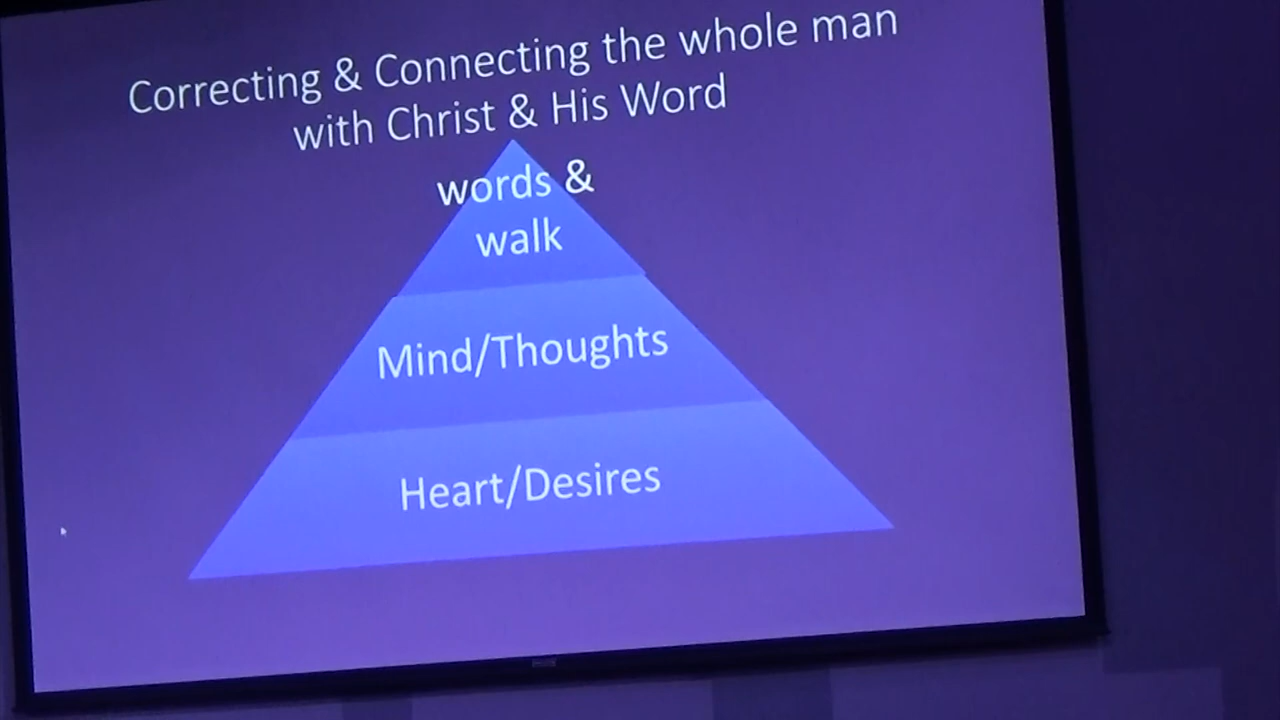 Correcting & Connecting the whole man
with Christ & His Word
words &
walk
Mind/Thoughts
Heart/Desires